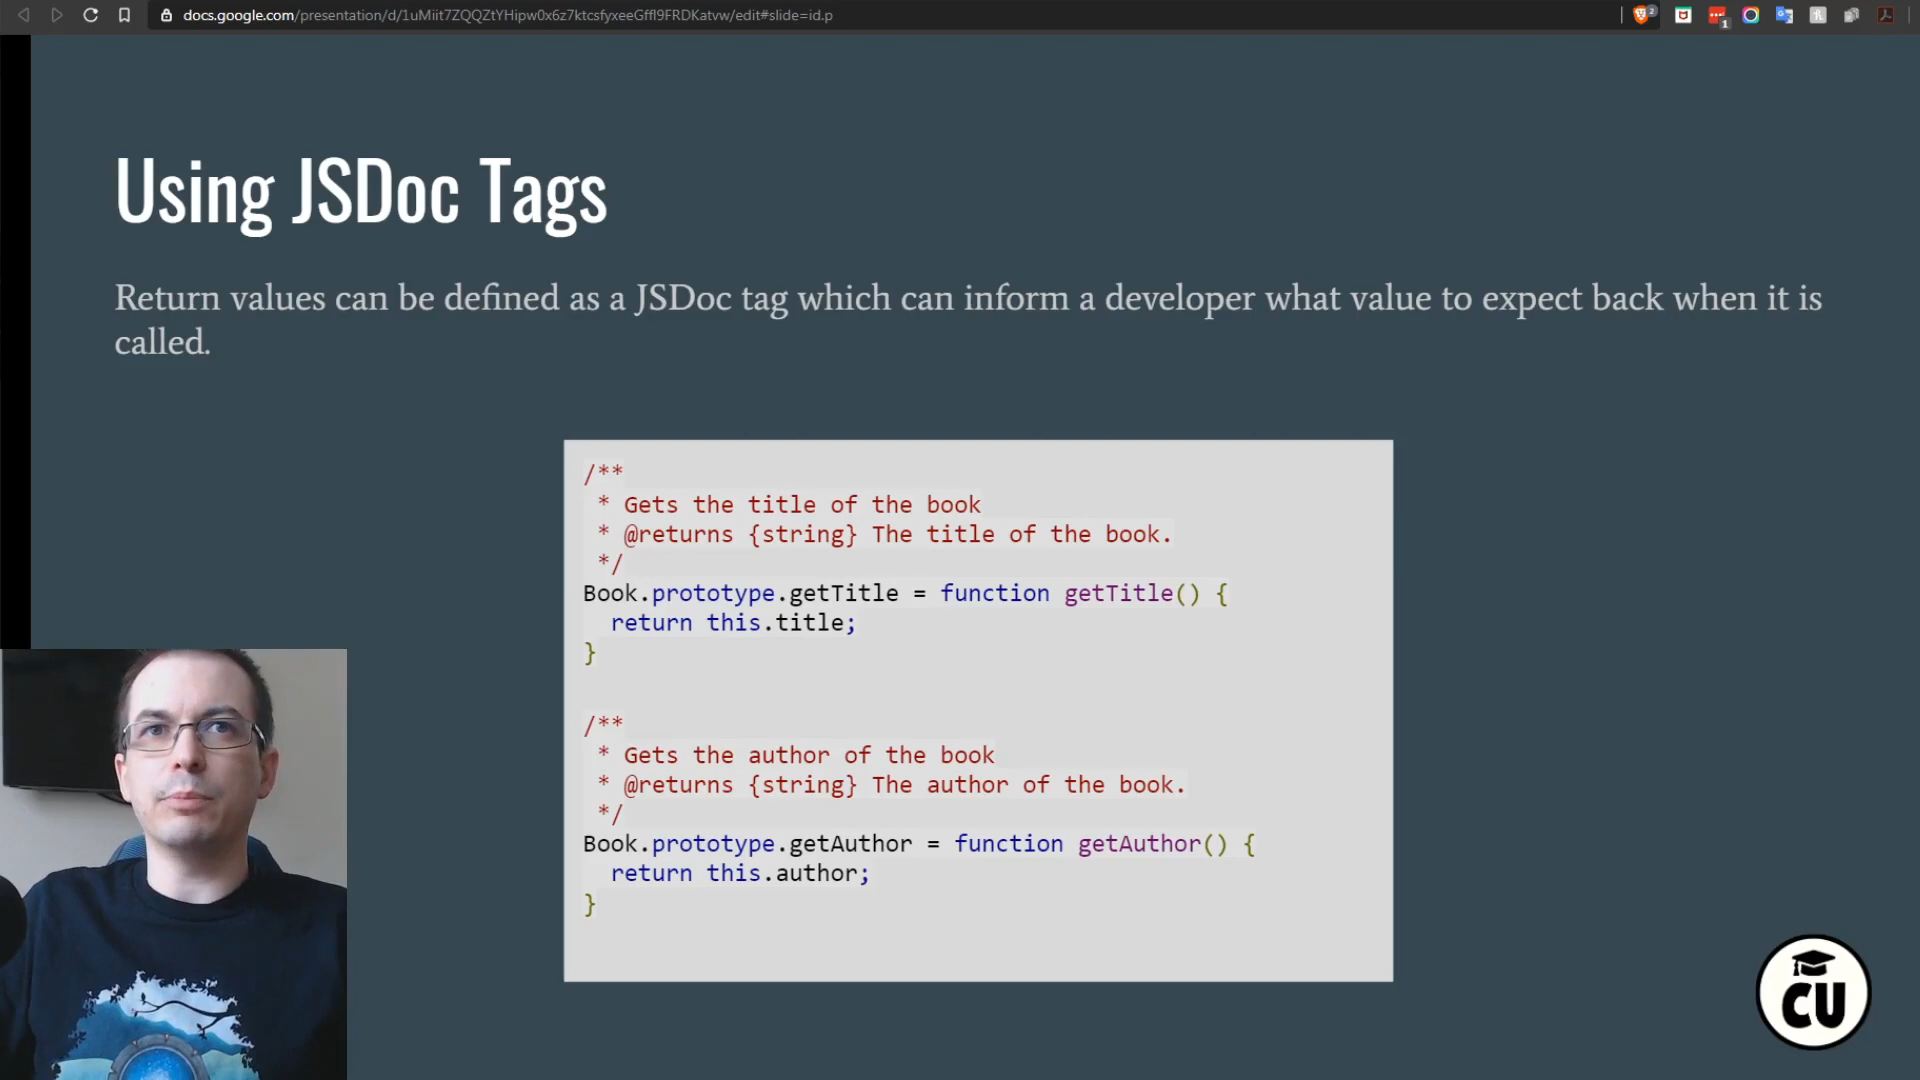 docs.google.com/presentation/d/1uMiit7ZQQZtYHipw0x6z7ktcsfyxeeGffl9FRDKatvw/edit#slide=id.p
2
1
Using JSDoc Tags
Return values can be defined as a JSDoc tag which can inform a developer what value to expect back when it is
called.
/**
* Gets the title of the book
* @returns {string} The title of the book.
*/
Book.prototype.getTitle = function getTitle() {
return this.title;
}
/**
* Gets the author of the book
* @returns {string} The author of the book.
*/
Book.prototype.getAuthor = function getAuthor() {
return this.author;
}
CU